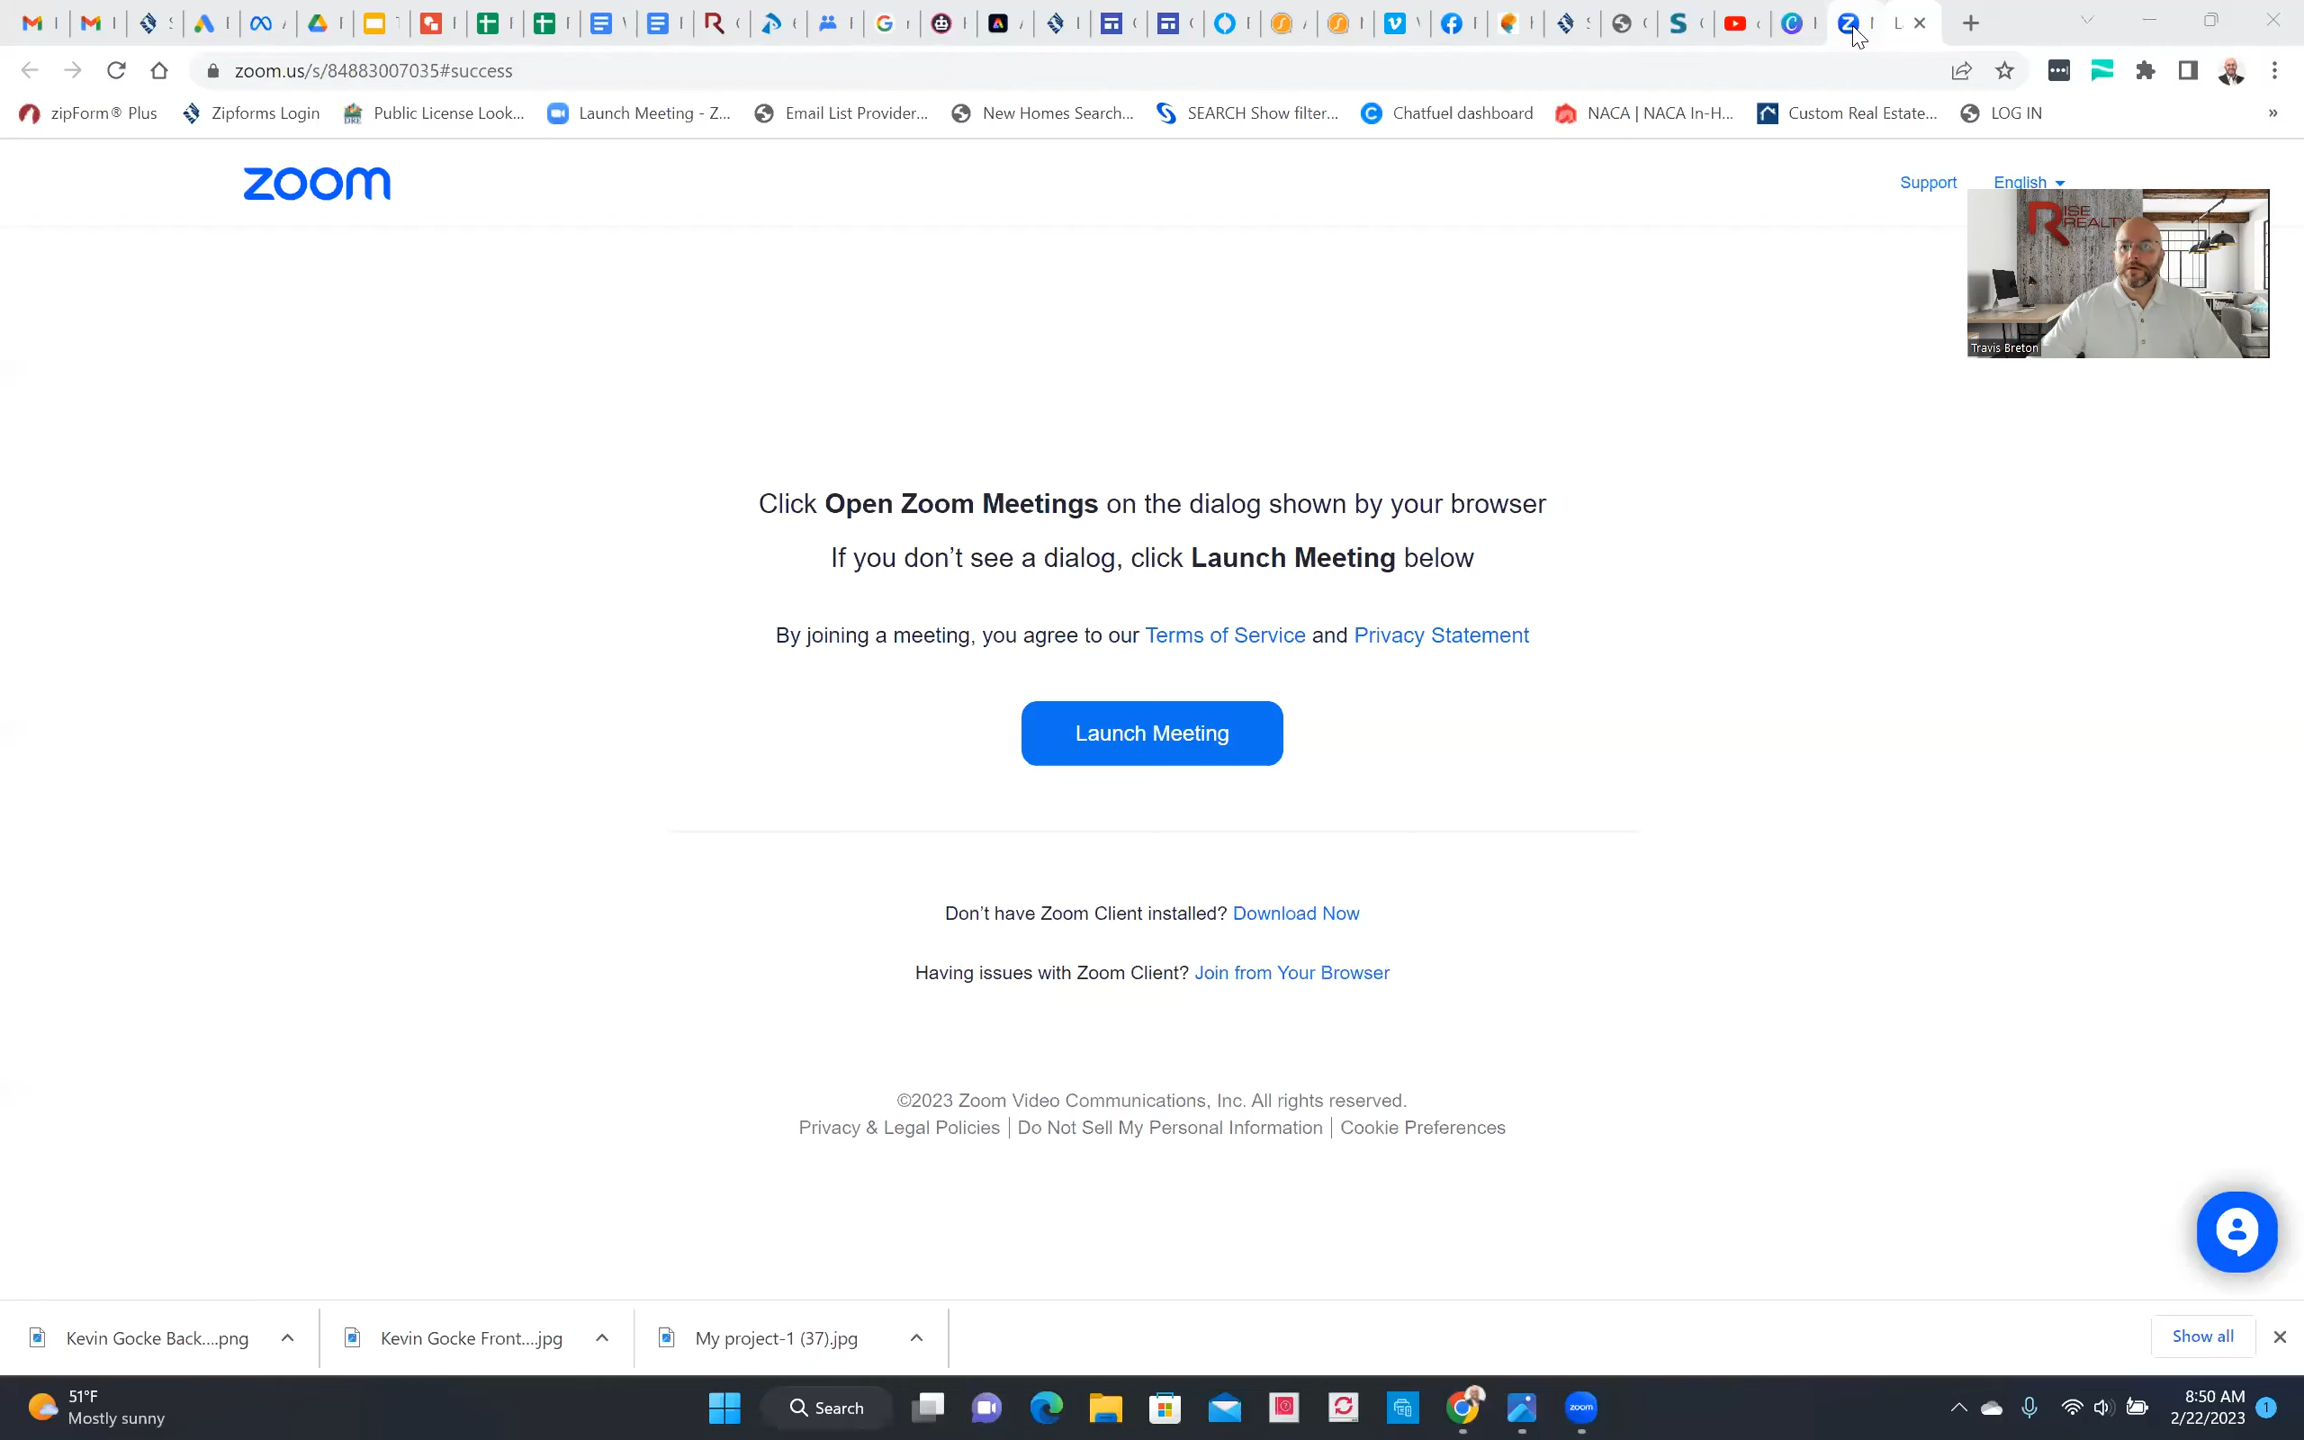 zoom.us/s/84883007035#success
zipForm® Plus
Zipforms Login
Public License Look...
Launch Meeting - Z...
Email List Provider...
New Homes Search...
SEARCH Show filter...
Chatfuel dashboard
NACA | NACA In-H...
Custom Real Estate...
LOG IN
»
zoom
Support
English
RISE
REALTY
Travis Breton
Click Open Zoom Meetings on the dialog shown by your browser
If you don't see a dialog, click Launch Meeting below
By joining a meeting, you agree to our Terms of Service and Privacy Statement
Launch Meeting
Don't have Zoom Client installed? Download Now
Having issues with Zoom Client? Join from Your Browser
©2023 Zoom Video Communications, Inc. All rights reserved.
Privacy & Legal Policies | Do Not Sell My Personal Information | Cookie Preferences
Kevin Gocke Back....png
Kevin Gocke Front....jpg
My project-1 (37).jpg
Show all
51°F
Mostly sunny
Search
zoom
8:50 AM
2/22/2023
1